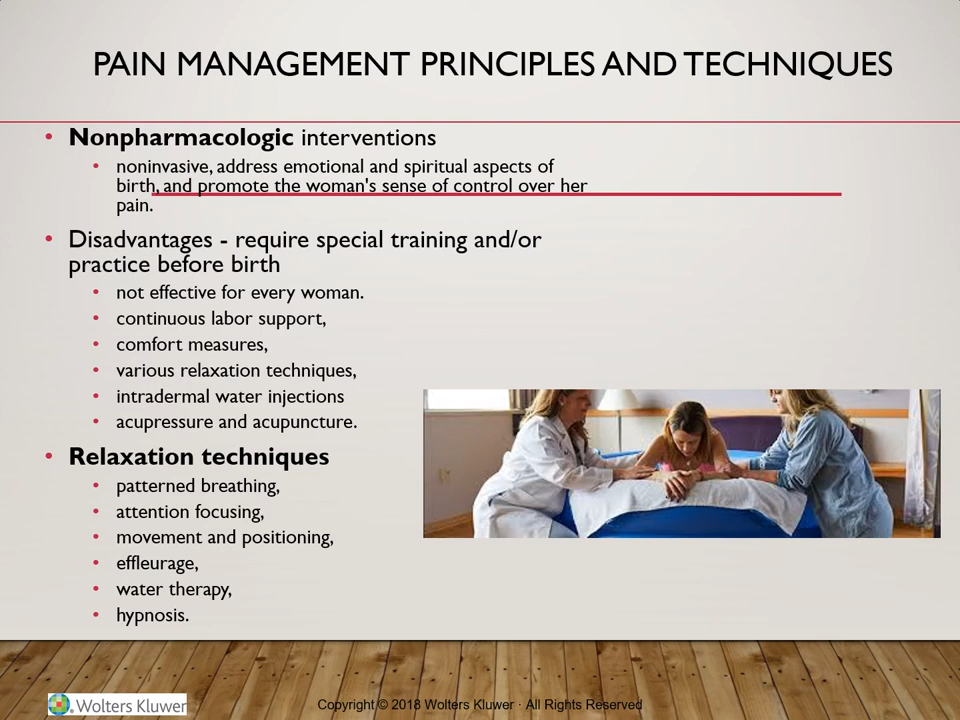 PAIN MANAGEMENT PRINCIPLES AND TECHNIQUES
• Nonpharmacologic interventions
• noninvasive, address emotional and spiritual aspects of
birth, and promote the woman's sense of control over her
pain.
• Disadvantages - require special training and/or
practice before birth
• not effective for every woman.
• continuous labor support,
• comfort measures,
• various relaxation techniques,
• intradermal water injections
• acupressure and acupuncture.
• Relaxation techniques
• patterned breathing,
• attention focusing,
• movement and positioning,
• effleurage,
• water therapy,
• hypnosis.
Wolters Kluwer
Copyright © 2018 Wolters Kluwer · All Rights Reserved